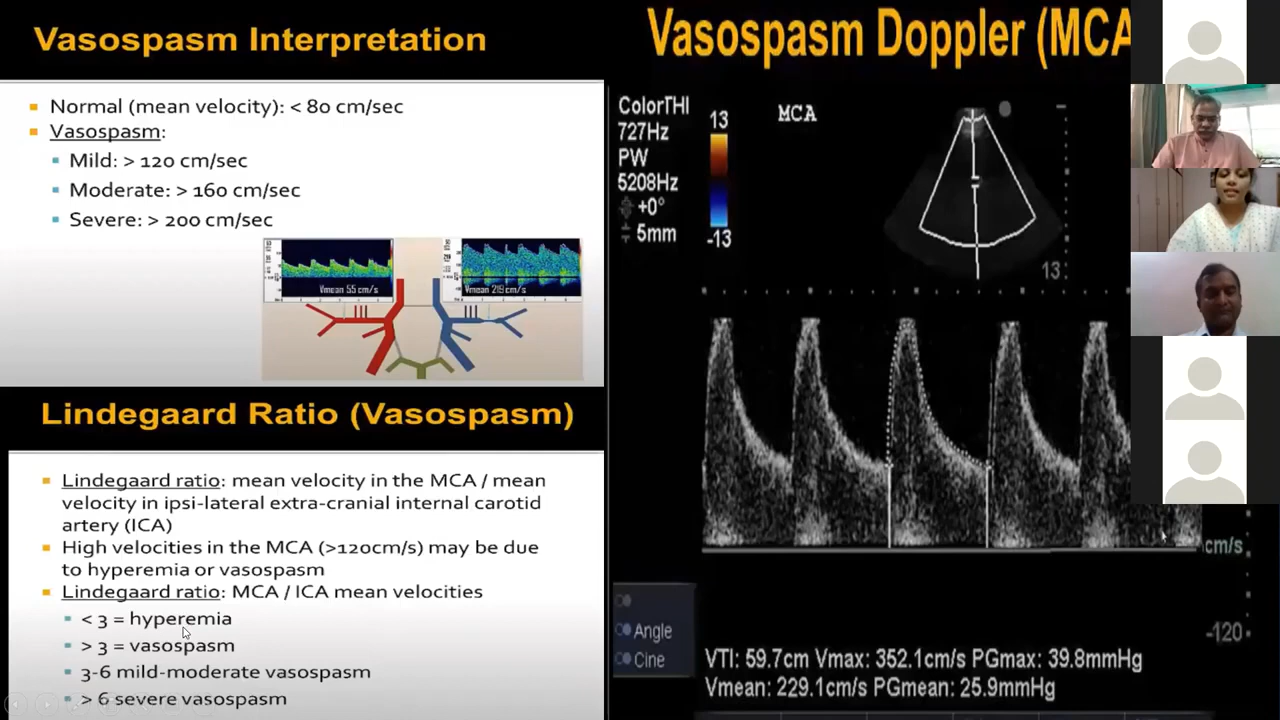 Vasospasm Interpretation
Normal (mean velocity): < 80 cm/sec
Vasospasm:
Mild: > 120 cm/sec
Moderate: > 160 cm/sec
Severe: > 200 cm/sec
Vmean 55 cm/s
Vmean 219 cm/s
Lindegaard Ratio (Vasospasm)
Lindegaard ratio: mean velocity in the MCA / mean
velocity in ipsi-lateral extra-cranial internal carotid
artery (ICA)
High velocities in the MCA (>120cm/s) may be due
to hyperemia or vasospasm
Lindegaard ratio: MCA / ICA mean velocities
< 3 = hyperemia
> 3 = vasospasm
3-6 mild-moderate vasospasm
> 6 severe vasospasm
Vasospasm Doppler (MCA
ColorTHI
727Hz
PW
5208Hz
+0°
5mm
13
-13
MCA
13
cm/s
-120
Angle
Cine
VTI: 59.7cm Vmax: 352.1cm/s PGmax: 39.8mmHg
Vmean: 229.1cm/s PGmean: 25.9mmHg